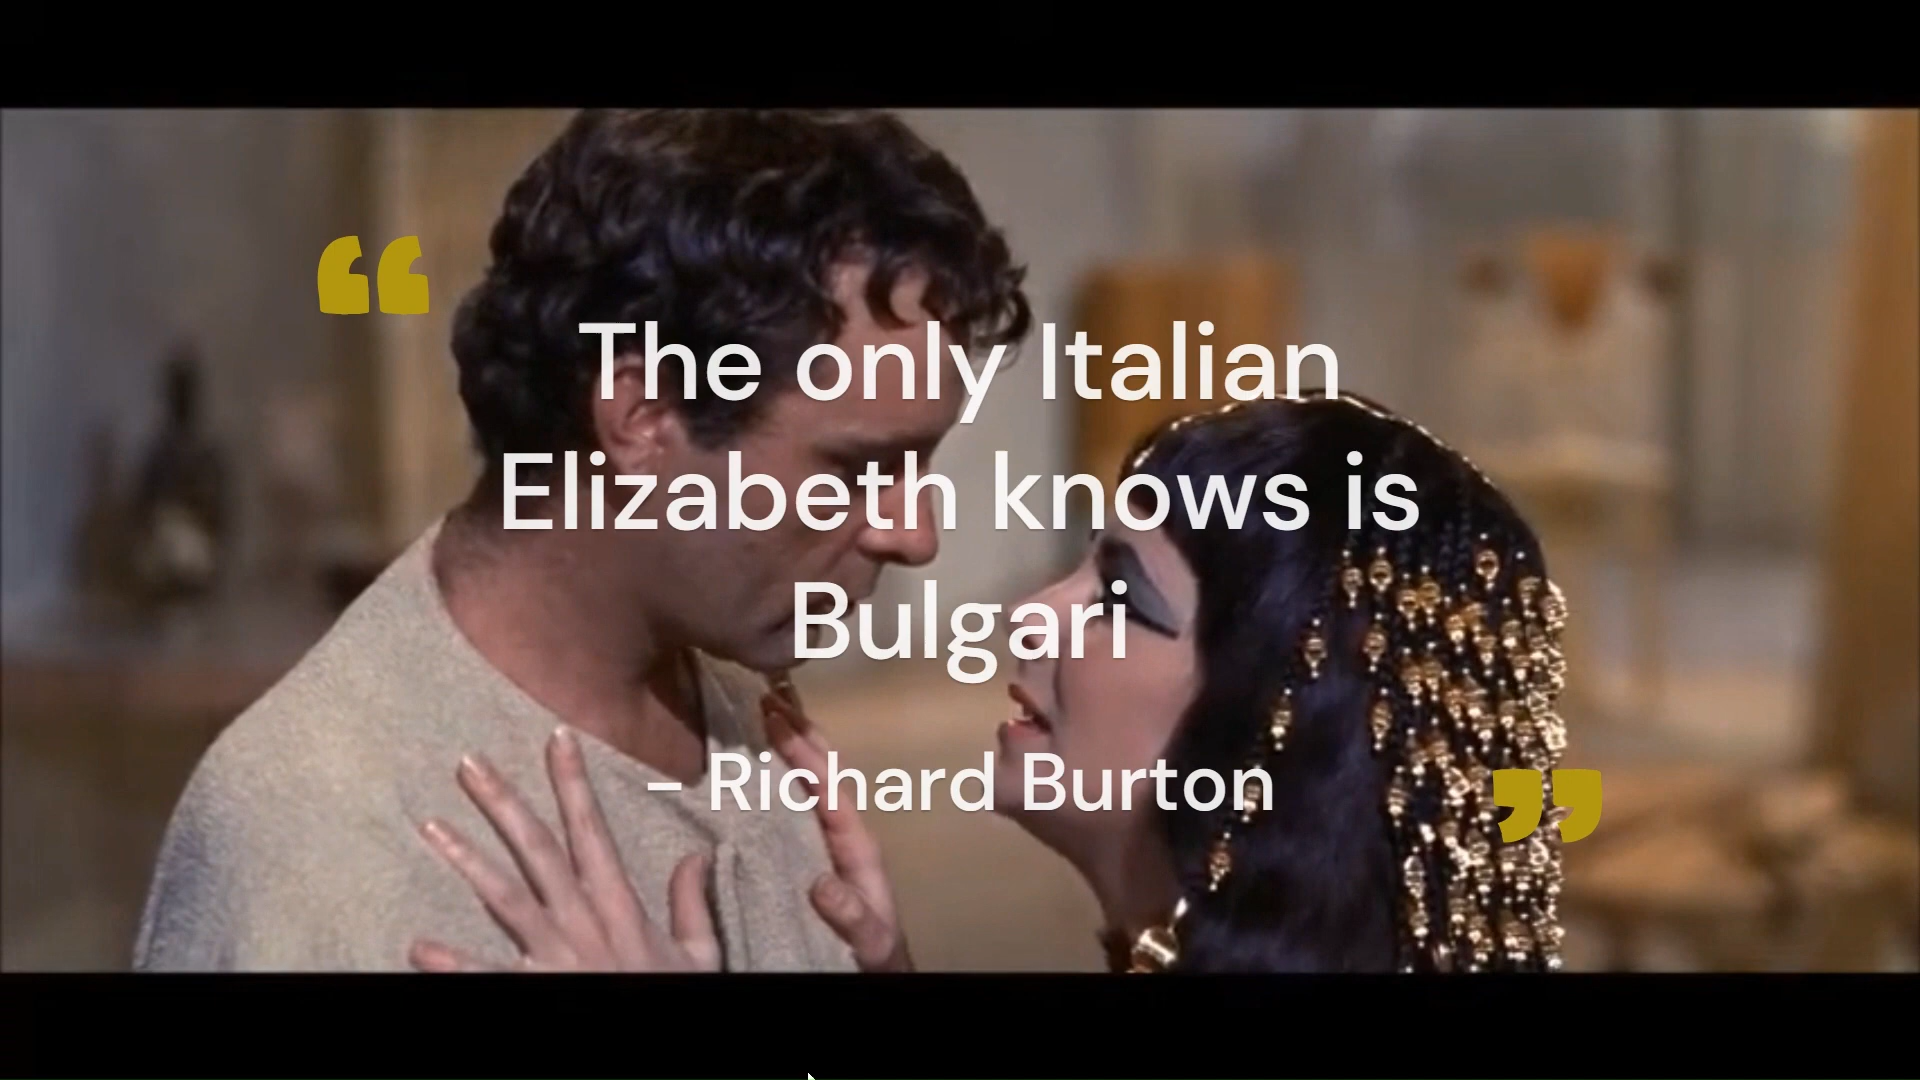 “
The only Italian
Elizabeth knows is
Bulgari
– Richard Burton
”